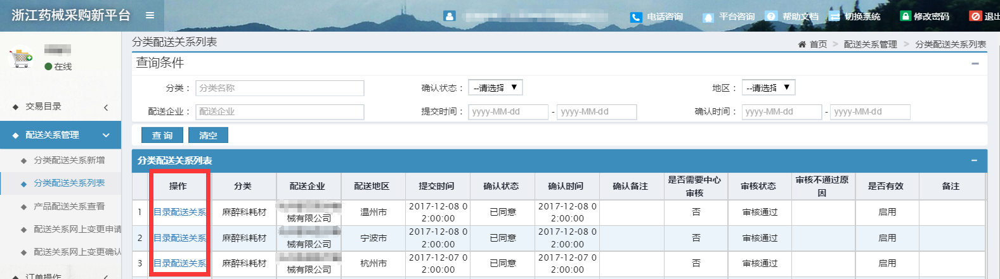 浙江药械采购新平台
电话咨询 平台咨询 帮助文档 切换系统 修改密码 退出
在线
交易目录
配送关系管理
分类配送关系新增
分类配送关系列表
产品配送关系查看
配送关系网上变更申请
配送关系网上变更确认
订单操作
分类配送关系列表
首页 > 配送关系管理 > 分类配送关系列表
查询条件
分类： 分类名称 确认状态： --请选择 地区： --请选择
配送企业： 配送企业 提交时间： yyyy-MM-dd - yyyy-MM-dd 确认时间： yyyy-MM-dd - yyyy-MM-dd
查 询 清空
分类配送关系列表
操作 分类 配送企业 配送地区 提交时间 确认状态 确认时间 确认备注 是否需要中心审核 审核状态 审核不通过原因 是否有效 备注
1 目录配送关系 麻醉科耗材 械有限公司 温州市 2017-12-08 02:00:00 已同意 2017-12-08 02:00:00 否 审核通过 启用
2 目录配送关系 麻醉科耗材 械有限公司 宁波市 2017-12-08 02:00:00 已同意 2017-12-08 02:00:00 否 审核通过 启用
3 目录配送关系 麻醉科耗材 械有限公司 杭州市 2017-12-07 02:00:00 已同意 2017-12-07 02:00:00 否 审核通过 启用